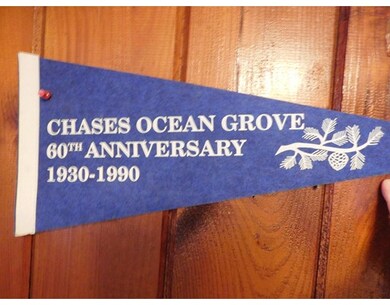 CHASES OCEAN GROVE
60TH ANNIVERSARY
1930-1990